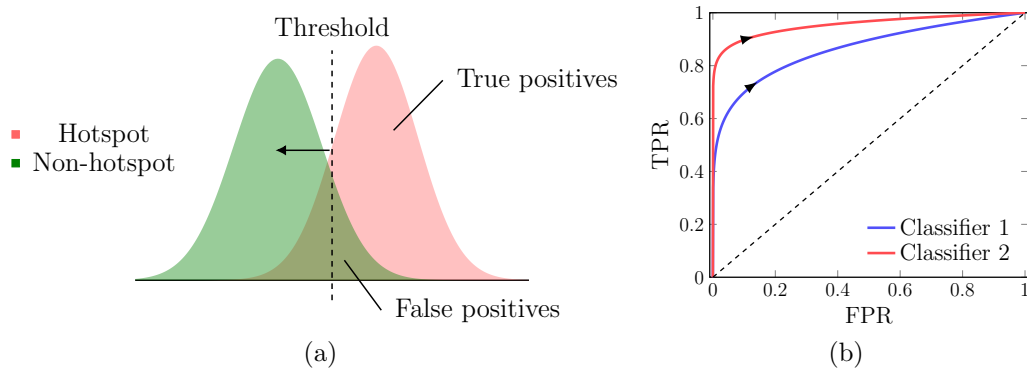 Threshold
True positives
Hotspot
Non-hotspot
False positives
(a)
1
0.8
0.6
0.4
0.2
0
TPR
Classifier 1
Classifier 2
0
0.2
0.4
0.6
0.8
1
FPR
(b)